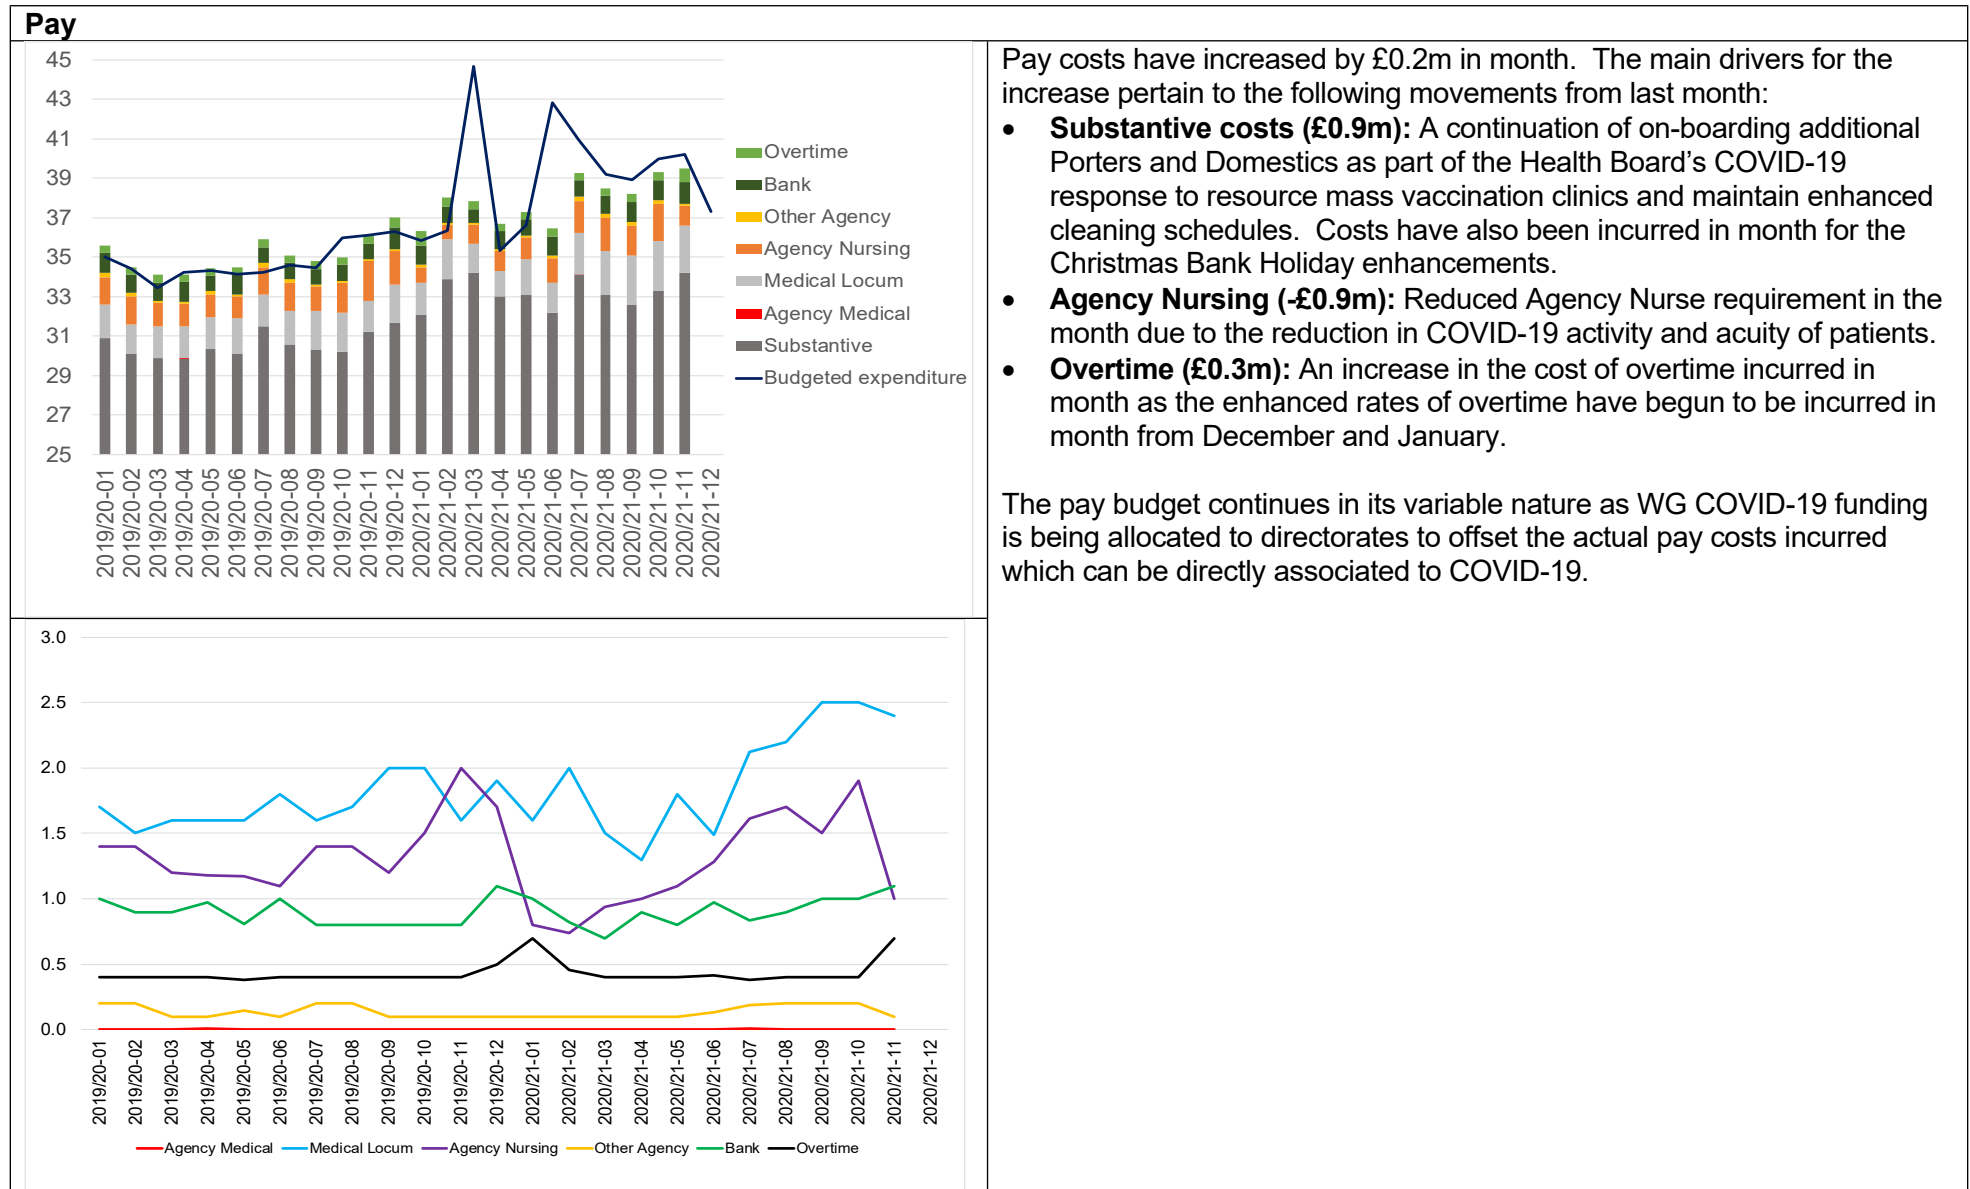 Pay
45
43
41
39
37
35
33
31
29
27
25
Overtime
Bank
Other Agency
Agency Nursing
Medical Locum
Agency Medical
Substantive
Budgeted expenditure
2019/20-01
2019/20-02
2019/20-03
2019/20-04
2019/20-05
2019/20-06
2019/20-07
2019/20-08
2019/20-09
2019/20-10
2019/20-11
2019/20-12
2020/21-01
2020/21-02
2020/21-03
2020/21-04
2020/21-05
2020/21-06
2020/21-07
2020/21-08
2020/21-09
2020/21-10
2020/21-11
2020/21-12
Pay costs have increased by £0.2m in month. The main drivers for the
increase pertain to the following movements from last month:
• Substantive costs (£0.9m): A continuation of on-boarding additional
Porters and Domestics as part of the Health Board’s COVID-19
response to resource mass vaccination clinics and maintain enhanced
cleaning schedules. Costs have also been incurred in month for the
Christmas Bank Holiday enhancements.
• Agency Nursing (-£0.9m): Reduced Agency Nurse requirement in the
month due to the reduction in COVID-19 activity and acuity of patients.
• Overtime (£0.3m): An increase in the cost of overtime incurred in
month as the enhanced rates of overtime have begun to be incurred in
month from December and January.
The pay budget continues in its variable nature as WG COVID-19 funding
is being allocated to directorates to offset the actual pay costs incurred
which can be directly associated to COVID-19.
3.0
2.5
2.0
1.5
1.0
0.5
0.0
2019/20-01
2019/20-02
2019/20-03
2019/20-04
2019/20-05
2019/20-06
2019/20-07
2019/20-08
2019/20-09
2019/20-10
2019/20-11
2019/20-12
2020/21-01
2020/21-02
2020/21-03
2020/21-04
2020/21-05
2020/21-06
2020/21-07
2020/21-08
2020/21-09
2020/21-10
2020/21-11
2020/21-12
Agency Medical Medical Locum Agency Nursing Other Agency Bank Overtime